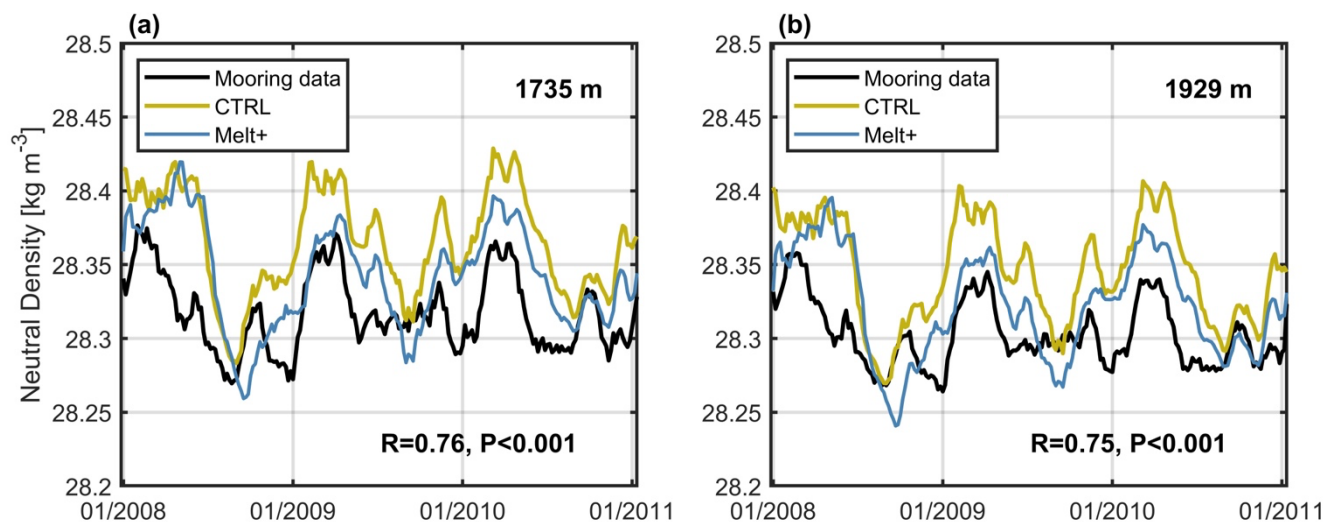 (a)
28.5
28.45
28.4
28.35
28.3
28.25
28.2
Neutral Density [kg m⁻³]
Mooring data
CTRL
Melt+
1735 m
R=0.76, P<0.001
01/2008
01/2009
01/2010
01/2011
(b)
28.5
28.45
28.4
28.35
28.3
28.25
28.2
Mooring data
CTRL
Melt+
1929 m
R=0.75, P<0.001
01/2008
01/2009
01/2010
01/2011